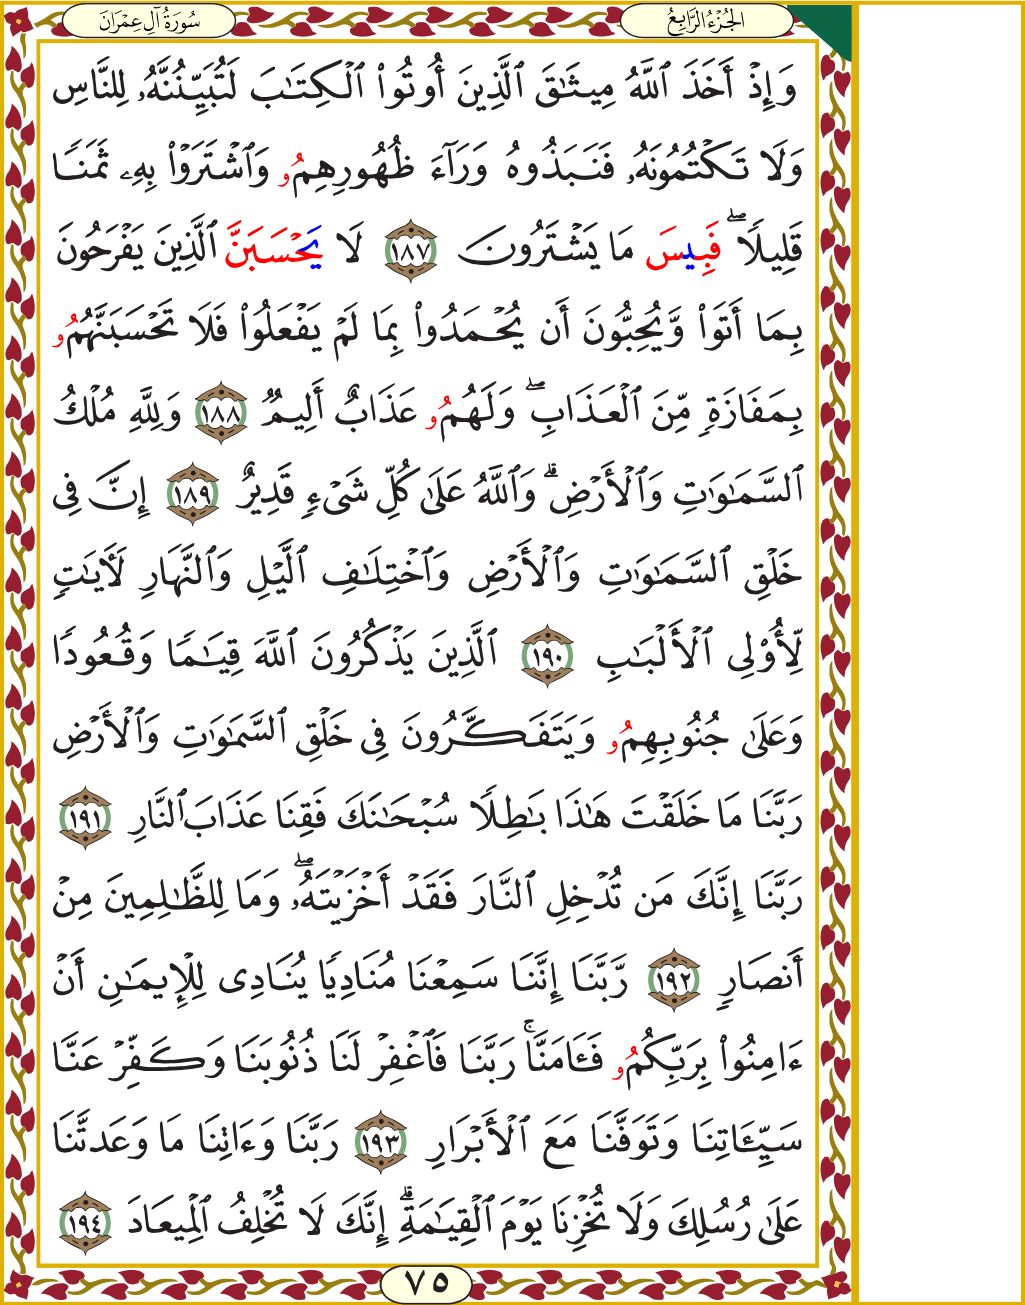 الجُزْءُ الرَّابِعُ
سُورَةُ آلِ عِمْرَانَ
وَإِذْ أَخَذَ ٱللَّهُ مِيثَٰقَ ٱلَّذِينَ أُوتُوا۟ ٱلْكِتَٰبَ لَتُبَيِّنُنَّهُۥ لِلنَّاسِ
وَلَا تَكْتُمُونَهُۥ فَنَبَذُوهُ وَرَآءَ ظُهُورِهِمُۥ وَٱشْتَرَوْا۟ بِهِۦ ثَمَنًا
قَلِيلًا ۖ فَبِيسَ مَا يَشْتَرُونَ ١٨٧ لَا يَحْسَبَنَّ ٱلَّذِينَ يَفْرَحُونَ
بِمَا أَتَوا۟ وَّيُحِبُّونَ أَن يُحْمَدُوا۟ بِمَا لَمْ يَفْعَلُوا۟ فَلَا تَحْسَبَنَّهُمُۥ
بِمَفَازَةٍ مِّنَ ٱلْعَذَابِ ۖ وَلَهُمُۥ عَذَابٌ أَلِيمٌ ١٨٨ وَلِلَّهِ مُلْكُ
ٱلسَّمَٰوَٰتِ وَٱلْأَرْضِ ۗ وَٱللَّهُ عَلَىٰ كُلِّ شَىْءٍ قَدِيرٌ ١٨٩ إِنَّ فِى
خَلْقِ ٱلسَّمَٰوَٰتِ وَٱلْأَرْضِ وَٱخْتِلَٰفِ ٱلَّيْلِ وَٱلنَّهَارِ لَأٓيَٰتٍ
لِّأُو۟لِى ٱلْأَلْبَٰبِ ١٩٠ ٱلَّذِينَ يَذْكُرُونَ ٱللَّهَ قِيَٰمًا وَقُعُودًا
وَعَلَىٰ جُنُوبِهِمُۥ وَيَتَفَكَّرُونَ فِى خَلْقِ ٱلسَّمَٰوَٰتِ وَٱلْأَرْضِ
رَبَّنَا مَا خَلَقْتَ هَٰذَا بَٰطِلًا سُبْحَٰنَكَ فَقِنَا عَذَابَ ٱلنَّارِ ١٩١
رَبَّنَا إِنَّكَ مَن تُدْخِلِ ٱلنَّارَ فَقَدْ أَخْزَيْتَهُۥ ۖ وَمَا لِلظَّٰلِمِينَ مِنْ
أَنصَارٍ ١٩٢ رَّبَّنَا إِنَّنَا سَمِعْنَا مُنَادِيًا يُنَادِى لِلْإِيمَٰنِ أَنْ
ءَامِنُوا۟ بِرَبِّكُمُۥ فَـَٔامَنَّا ۚ رَبَّنَا فَٱغْفِرْ لَنَا ذُنُوبَنَا وَكَفِّرْ عَنَّا
سَيِّـَٔاتِنَا وَتَوَفَّنَا مَعَ ٱلْأَبْرَارِ ١٩٣ رَبَّنَا وَءَاتِنَا مَا وَعَدتَّنَا
عَلَىٰ رُسُلِكَ وَلَا تُخْزِنَا يَوْمَ ٱلْقِيَٰمَةِ ۗ إِنَّكَ لَا تُخْلِفُ ٱلْمِيعَادَ ١٩٤
٧٥